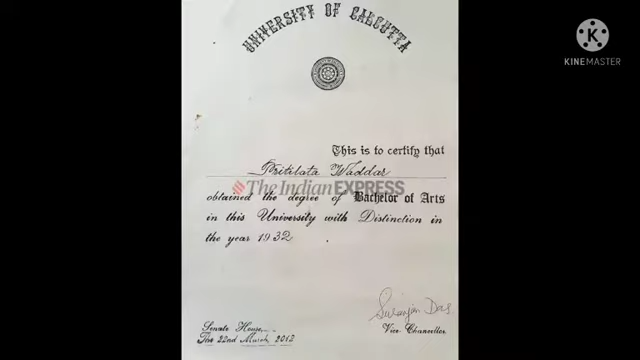 UNIVERSITY OF CALCUTTA
K
KINEMASTER
This is to certify that
Pritilata Waddar
The Indian EXPRESS
obtained the degree of Bachelor of Arts
in this University with Distinction in
the year 1932
Suranjan Das
Senate House,
The 22nd March, 2012
Vice Chancellor